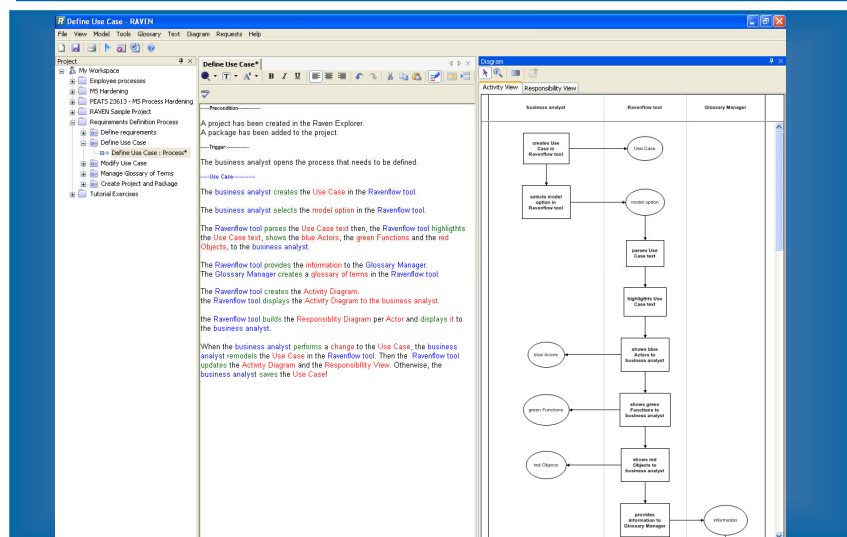 Define Use Case - RAVEN
File View Model Tools Glossary Text Diagram Requests Help
Project
My Workspace
Employee processes
MS Hardening
PEATS 23613 - MS Process Hardening
RAVEN Sample Project
Requirements Definition Process
Define requirements
Define Use Case
Define Use Case : Process*
Modify Use Case
Manage Glossary of Terms
Create Project and Package
Tutorial Exercises
Define Use Case*
B I U
----Precondition----------
A project has been created in the Raven Explorer.
A package has been added to the project.
----Trigger:----------
The business analyst opens the process that needs to be defined.
----Use Case----------
The business analyst creates the Use Case in the Ravenflow tool.
The business analyst selects the model option in the Ravenflow tool.
The Ravenflow tool parses the Use Case text then, the Ravenflow tool highligthts
the Use Case text, shows the blue Actors, the green Functions and the red
Objects, to the business analyst.
The Ravenflow tool provides the information to the Glossary Manager.
The Glossary Manager creates a glossary of terms in the Ravenflow tool.
The Ravenflow tool creates the Activity Diagram.
the Ravenflow tool displays the Activity Diagram to the business analyst.
the Ravenflow tool builds the Responsiblity Diagram per Actor and displays it to
the business analyst.
When the business analyst performs a change to the Use Case, the business
analyst remodels the Use Case in the Ravenflow tool. Then the Ravenflow tool
updates the Activity Diagram and the Responsibility View. Otherwise, the
business analyst saves the Use Case!
Diagram
Activity View Responsibility View
business analyst Ravenflow tool Glossary Manager
creates Use
Case in
Ravenflow tool
Use Case
selects model
option in
Ravenflow tool
model option
parses Use
Case text
highligthts Use
Case text
shows blue
Actors to
business analyst
blue Actors
shows green
Functions to
business analyst
green Functions
shows red
Objects to
business analyst
red Objects
provides
information to
Glossary Manager
information